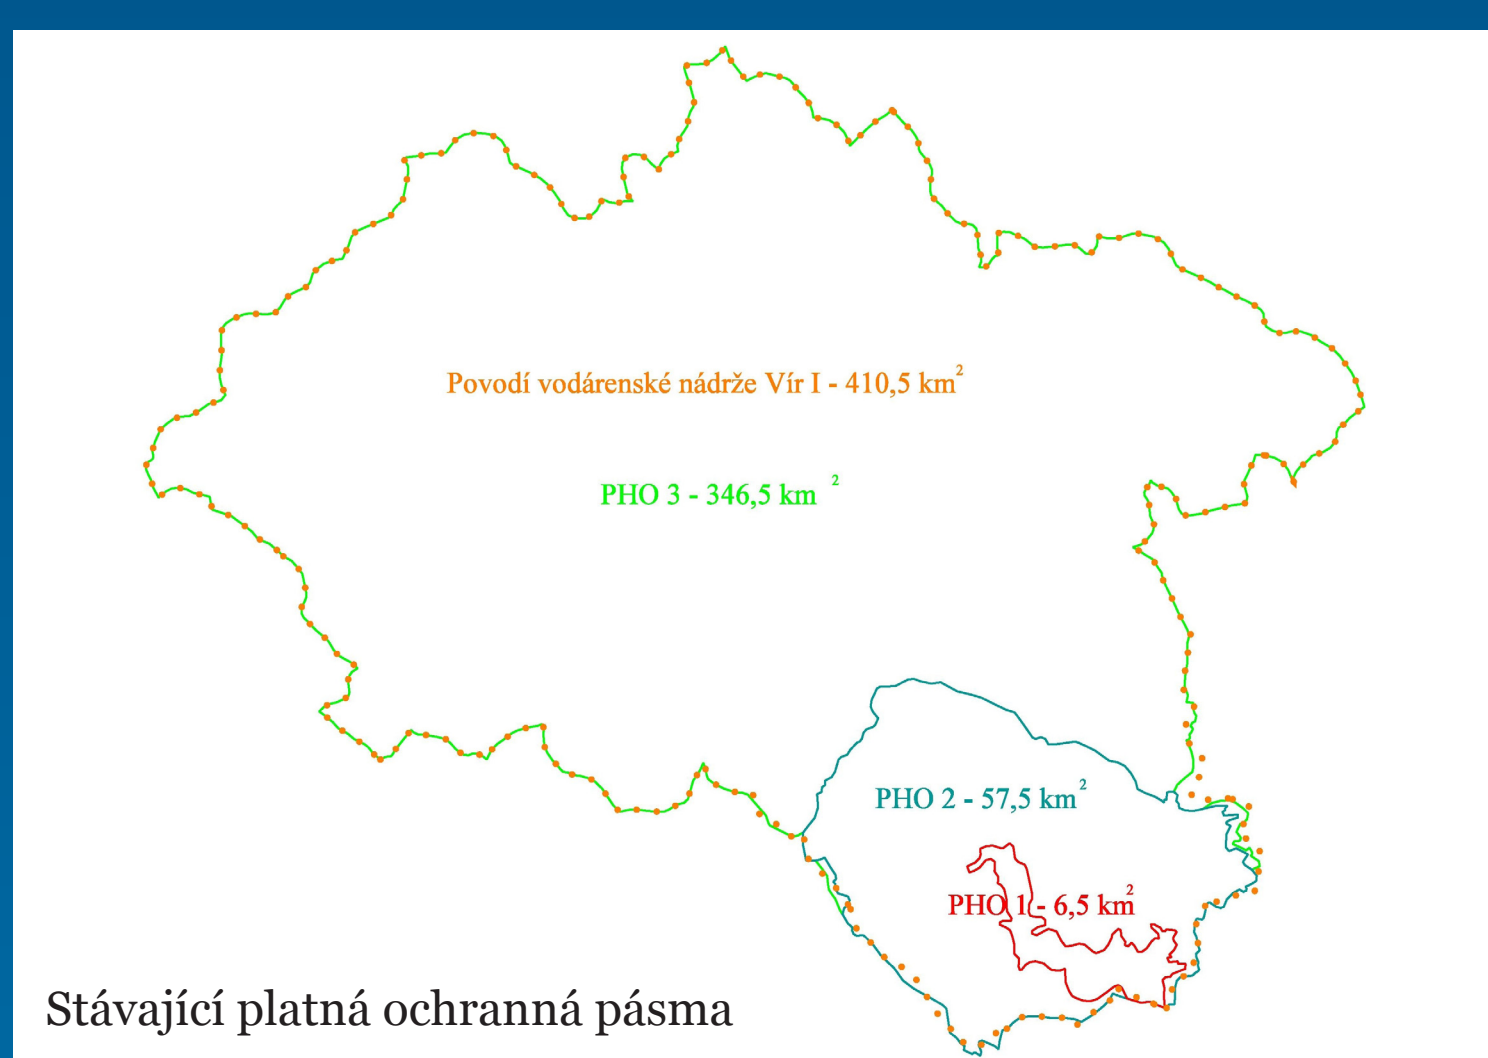 Povodí vodárenské nádrže Vír I - 410,5 km²
PHO 3 - 346,5 km ²
PHO 2 - 57,5 km²
PHO 1 - 6,5 km²
Stávající platná ochranná pásma